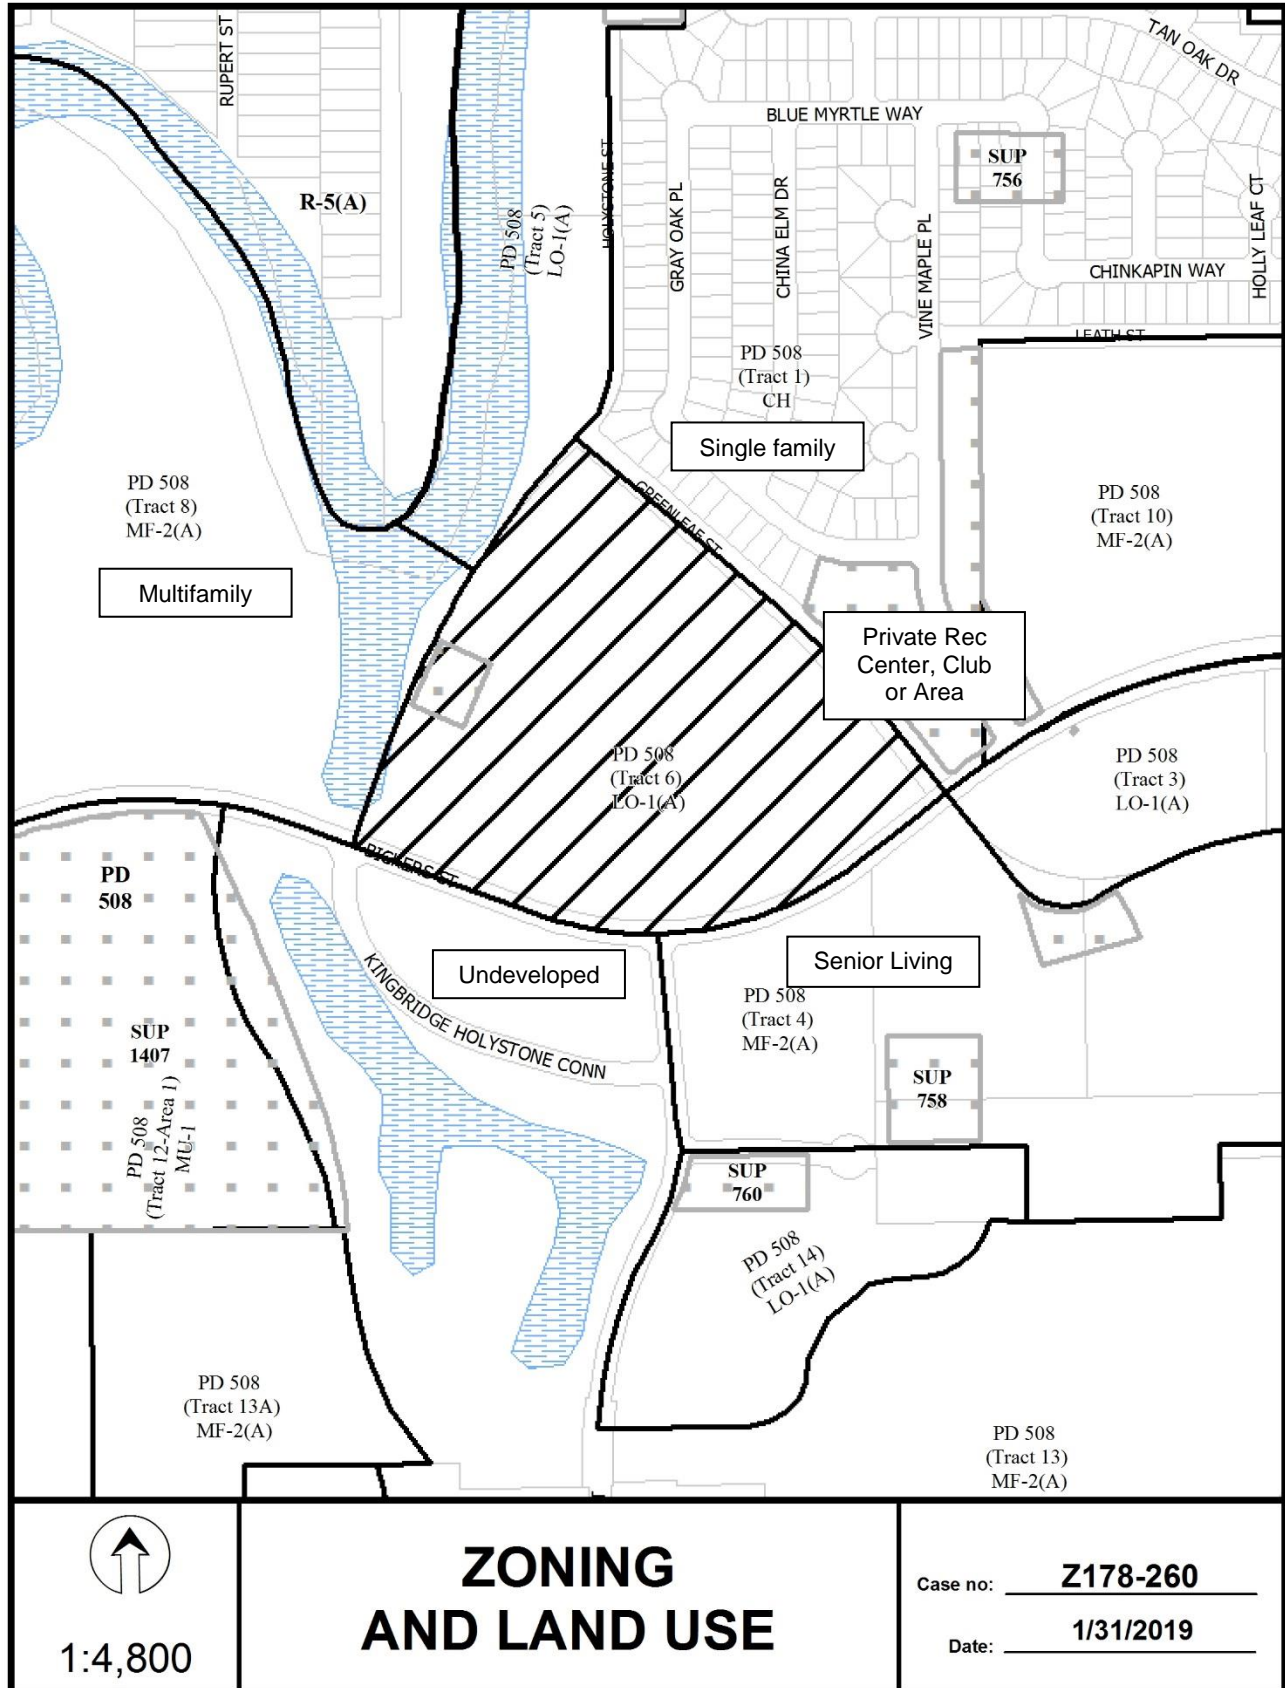 RUPERT ST
TAN OAK DR
BLUE MYRTLE WAY
SUP
756
HOLYSTONE ST
R-5(A)
GRAY OAK PL
CHINA ELM DR
VINE MAPLE PL
HOLLY LEAF CT
PD 508
(Tract 5)
LO-1(A)
CHINKAPIN WAY
LEATH ST
PD 508
(Tract 1)
CH
Single family
PD 508
(Tract 8)
MF-2(A)
GREENLEAF ST
PD 508
(Tract 10)
MF-2(A)
Multifamily
Private Rec
Center, Club
or Area
PD 508
(Tract 6)
LO-1(A)
PD 508
(Tract 3)
LO-1(A)
BICKERS ST
PD
508
Undeveloped
Senior Living
KINGBRIDGE HOLYSTONE CONN
PD 508
(Tract 4)
MF-2(A)
SUP
1407
SUP
758
PD 508
(Tract 12-Area 1)
MU-1
SUP
760
PD 508
(Tract 14)
LO-1(A)
PD 508
(Tract 13A)
MF-2(A)
PD 508
(Tract 13)
MF-2(A)
1:4,800
ZONING
AND LAND USE
Case no: Z178-260
Date: 1/31/2019